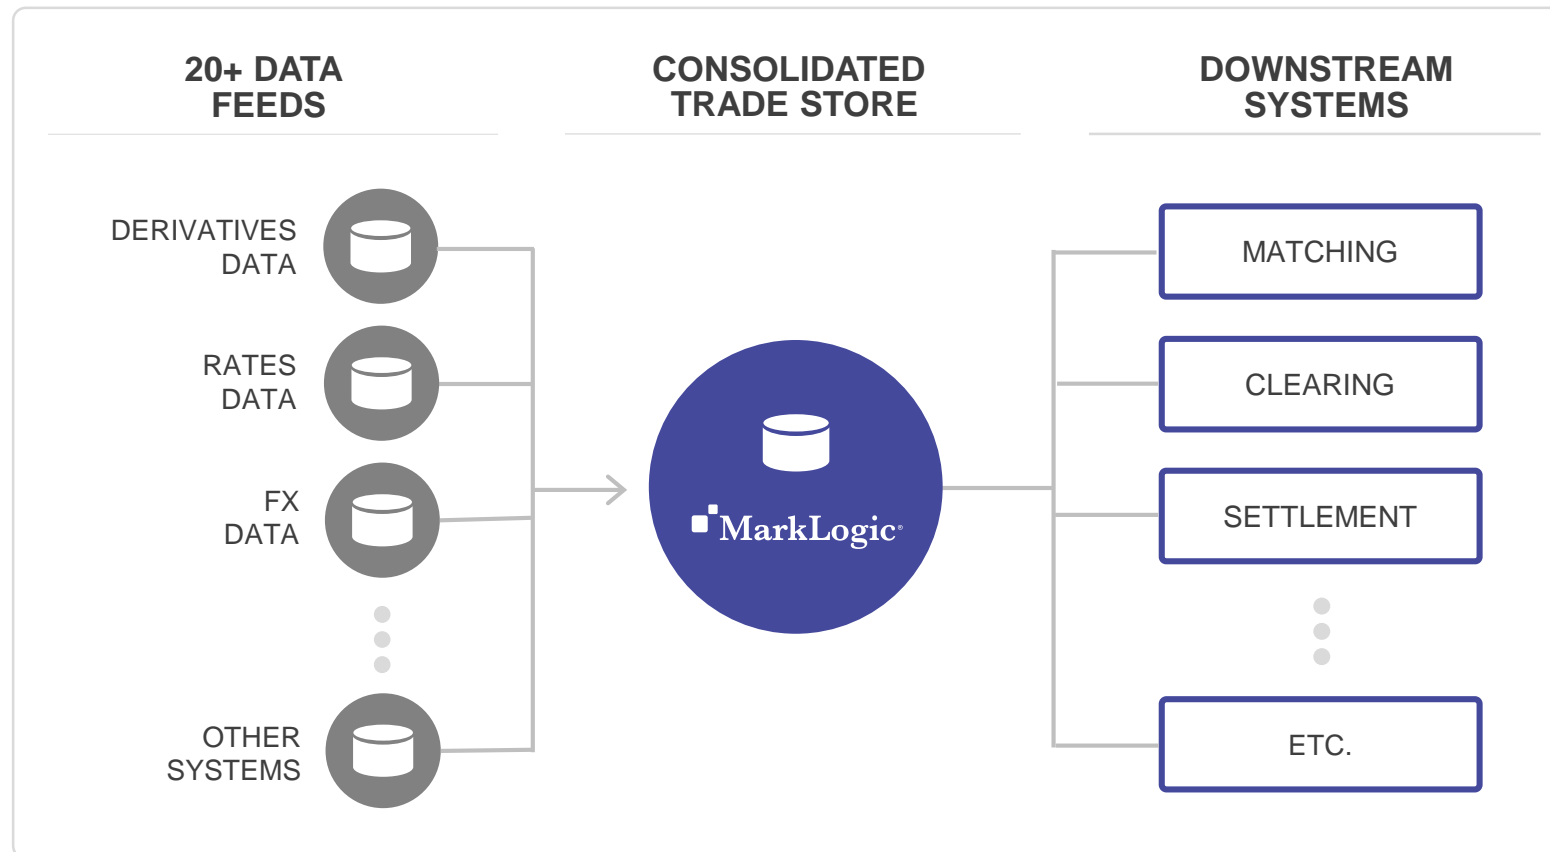 20+ DATA
FEEDS
CONSOLIDATED
TRADE STORE
DOWNSTREAM
SYSTEMS
DERIVATIVES
DATA
RATES
DATA
FX
DATA
OTHER
SYSTEMS
MarkLogic®
MATCHING
CLEARING
SETTLEMENT
ETC.